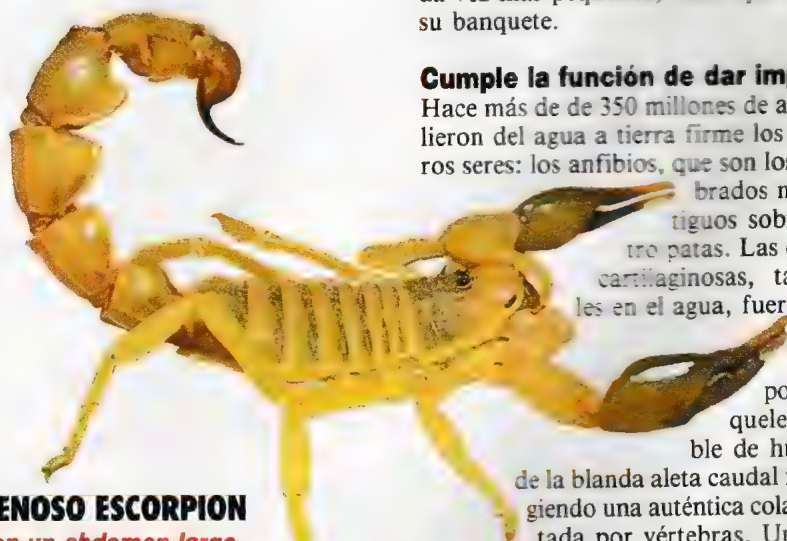 su banquete.
Cumple la función de dar im
Hace más de de 350 millones de a
lieron del agua a tierra firme los
ros seres: los anfibios, que son los
brados
tiguos sob
tro patas. Las
cartilaginosas, ta
les en el agua, fuer
po
quele
ble de hu
de la blanda aleta caudal
giendo una auténtica cola
tada por vértebras. Un
ENOSO ESCORPION